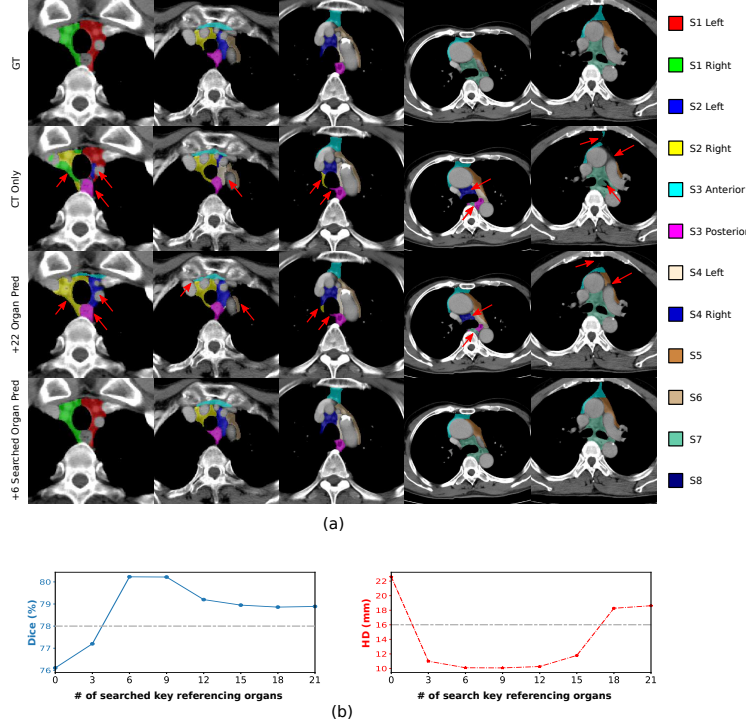 GT
CT Only
+22 Organ Pred
+6 Searched Organ Pred
S1 Left
S1 Right
S2 Left
S2 Right
S3 Anterior
S3 Posterior
S4 Left
S4 Right
S5
S6
S7
S8
(a)
Dice (%)
80
79
78
77
76
0 3 6 9 12 15 18 21
# of searched key referencing organs
HD (mm)
22
20
18
16
14
12
10
0 3 6 9 12 15 18 21
# of search key referencing organs
(b)